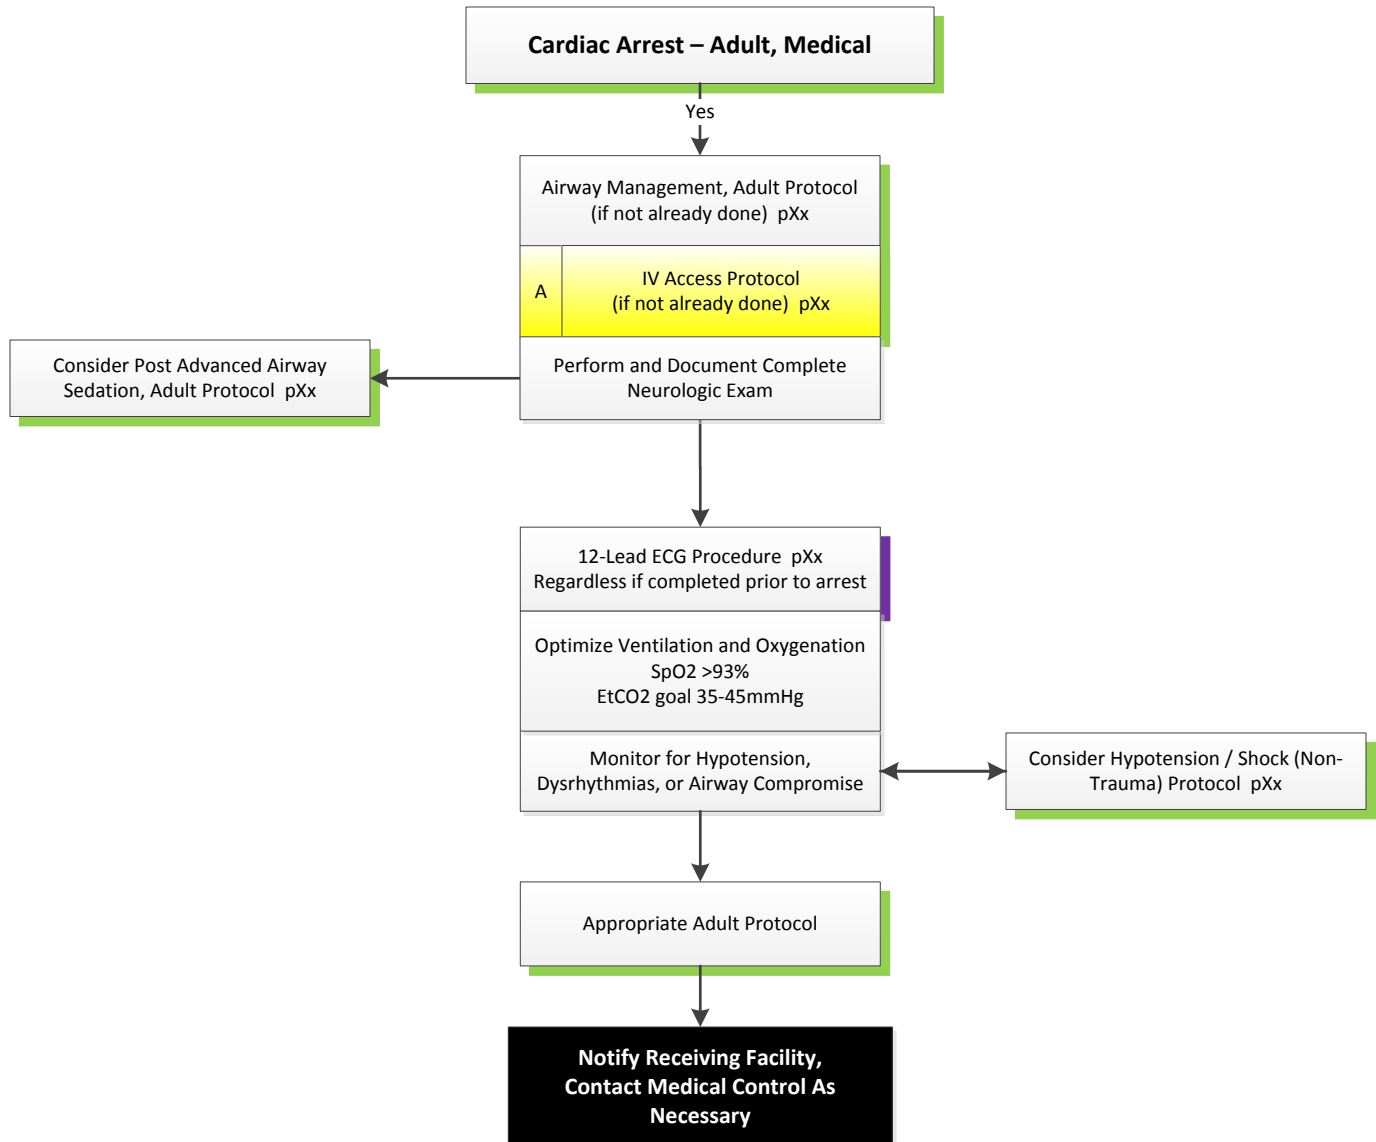 Cardiac Arrest – Adult, Medical
Yes
Airway Management, Adult Protocol
(if not already done)  pXx
A
IV Access Protocol
(if not already done)  pXx
Consider Post Advanced Airway
Sedation, Adult Protocol  pXx
Perform and Document Complete
Neurologic Exam
12-Lead ECG Procedure  pXx
Regardless if completed prior to arrest
Optimize Ventilation and Oxygenation
SpO2 >93%
EtCO2 goal 35-45mmHg
Monitor for Hypotension,
Dysrhythmias, or Airway Compromise
Consider Hypotension / Shock (Non-
Trauma) Protocol  pXx
Appropriate Adult Protocol
Notify Receiving Facility,
Contact Medical Control As
Necessary